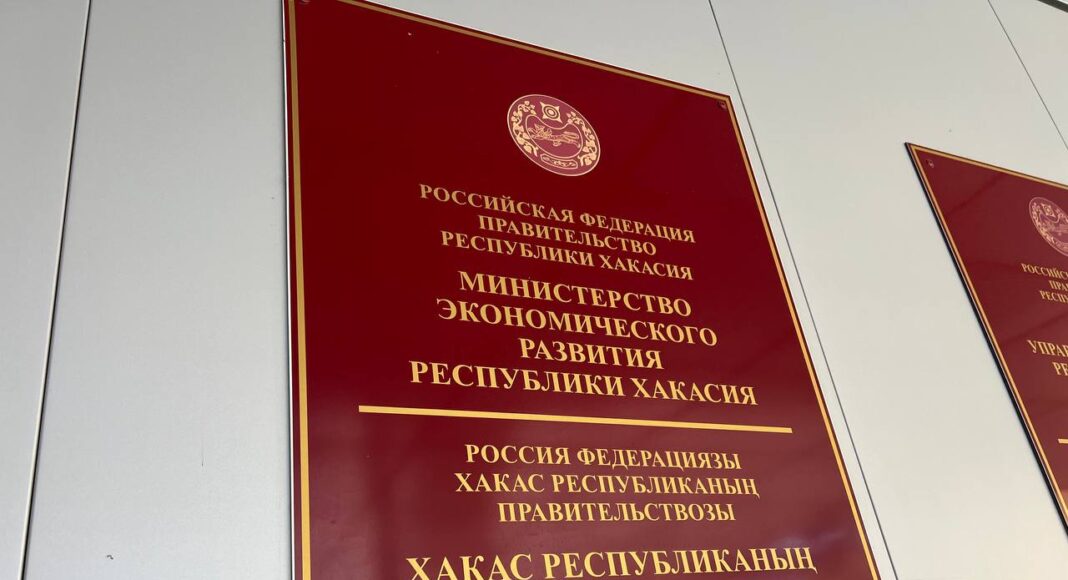 РОССИЙСКАЯ ФЕДЕРАЦИЯ
ПРАВИТЕЛЬСТВО
РЕСПУБЛИКИ ХАКАСИЯ
МИНИСТЕРСТВО
ЭКОНОМИЧЕСКОГО
РАЗВИТИЯ
РЕСПУБЛИКИ ХАКАСИЯ
РОССИЯ ФЕДЕРАЦИЯЗЫ
ХАКАС РЕСПУБЛИКАНЫҢ
ПРАВИТЕЛЬСТВОЗЫ
ХАКАС РЕСПУБЛИКАНЫҢ